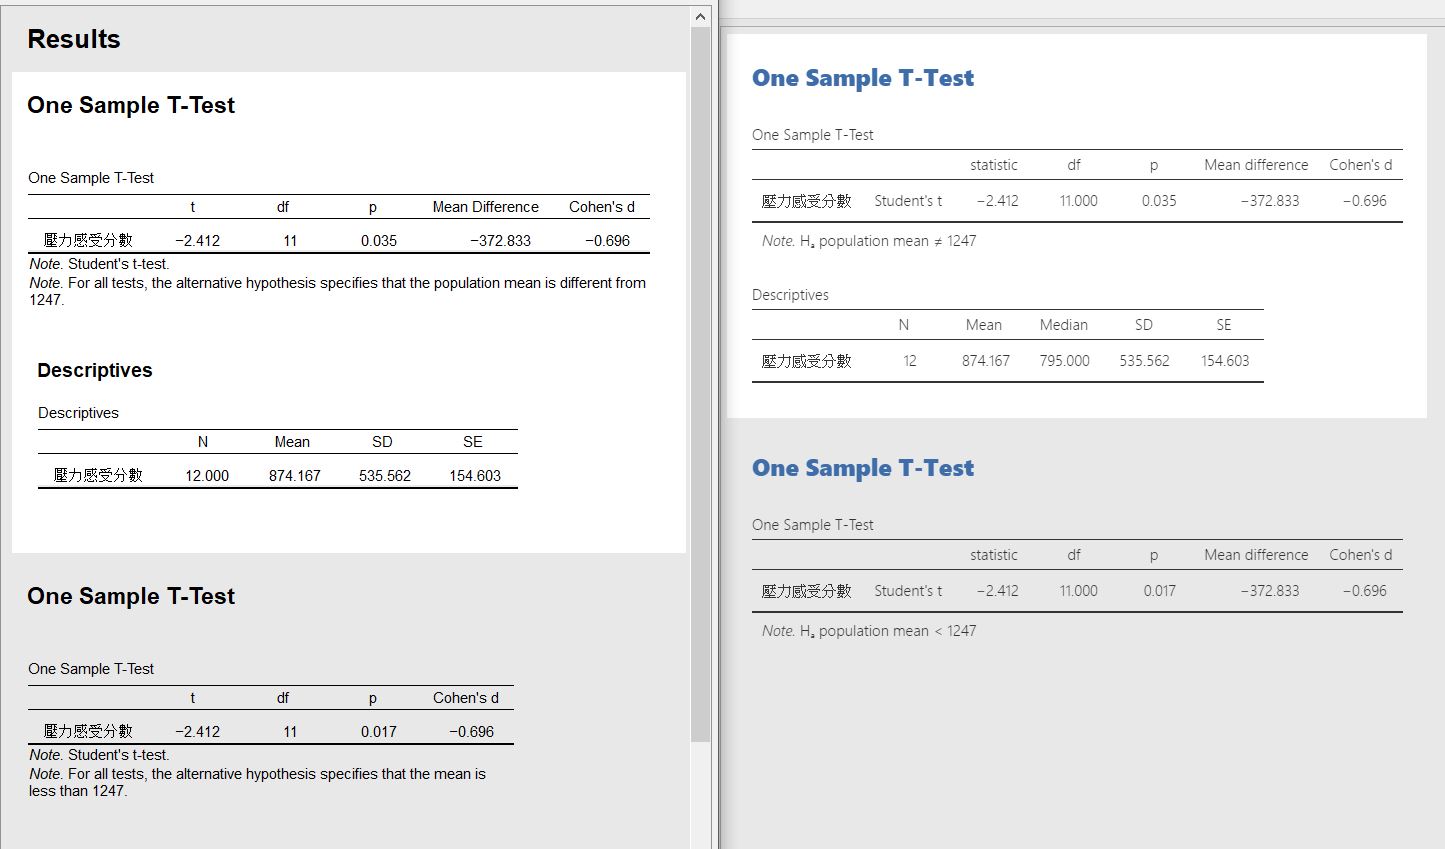 Results
One Sample T-Test
One Sample T-Test
t df p Mean Difference Cohen's d
壓力感受分數 −2.412 11 0.035 −372.833 −0.696
Note. Student's t-test.
Note. For all tests, the alternative hypothesis specifies that the population mean is different from
1247.
Descriptives
Descriptives
N Mean SD SE
壓力感受分數 12.000 874.167 535.562 154.603
One Sample T-Test
One Sample T-Test
t df p Cohen's d
壓力感受分數 −2.412 11 0.017 −0.696
Note. Student's t-test.
Note. For all tests, the alternative hypothesis specifies that the mean is
less than 1247.
One Sample T-Test
One Sample T-Test
statistic df p Mean difference Cohen's d
壓力感受分數 Student's t −2.412 11.000 0.035 −372.833 −0.696
Note. Hₐ population mean ≠ 1247
Descriptives
N Mean Median SD SE
壓力感受分數 12 874.167 795.000 535.562 154.603
One Sample T-Test
One Sample T-Test
statistic df p Mean difference Cohen's d
壓力感受分數 Student's t −2.412 11.000 0.017 −372.833 −0.696
Note. Hₐ population mean < 1247